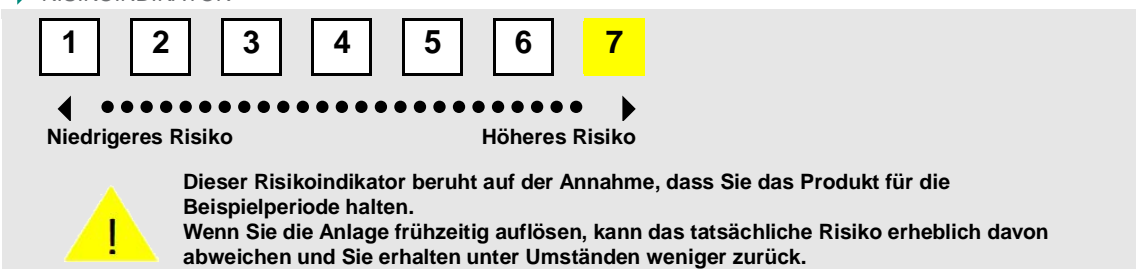 RISIKOINDIKATOR
1 2 3 4 5 6 7
Niedrigeres Risiko Höheres Risiko
Dieser Risikoindikator beruht auf der Annahme, dass Sie das Produkt für die
Beispielperiode halten.
! Wenn Sie die Anlage frühzeitig auflösen, kann das tatsächliche Risiko erheblich davon
abweichen und Sie erhalten unter Umständen weniger zurück.